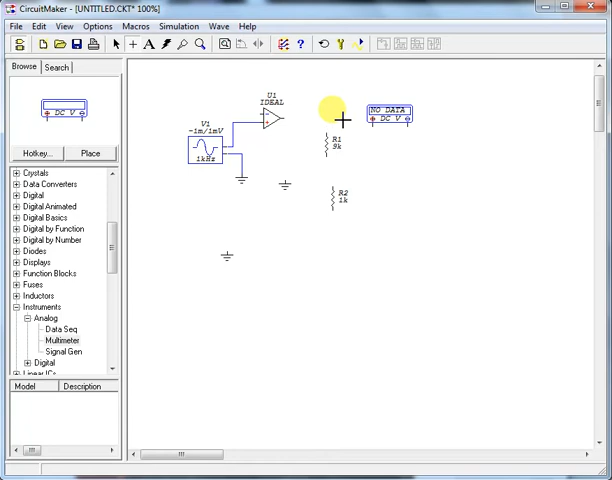 CircuitMaker - [UNTITLED.CKT* 100%]
File Edit View Options Macros Simulation Wave Help
A
?
Browse Search
DC V
Hotkey... Place
Crystals
Data Converters
Digital
Digital Animated
Digital Basics
Digital by Function
Digital by Number
Diodes
Displays
Function Blocks
Fuses
Inductors
Instruments
Analog
Data Seq
Multimeter
Signal Gen
Digital
Linear ICs
Model Description
U1
IDEAL
V1
-1m/1mV
1kHz
NO DATA
DC V
R1
9k
R2
1k